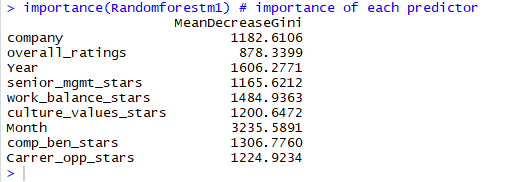 > importance(Randomforestm1) # importance of each predictor
MeanDecreaseGini
company 1182.6106
overall_ratings 878.3399
Year 1606.2771
senior_mgmt_stars 1165.6212
work_balance_stars 1484.9363
culture_values_stars 1200.6472
Month 3235.5891
comp_ben_stars 1306.7760
Carrer_opp_stars 1224.9234
>